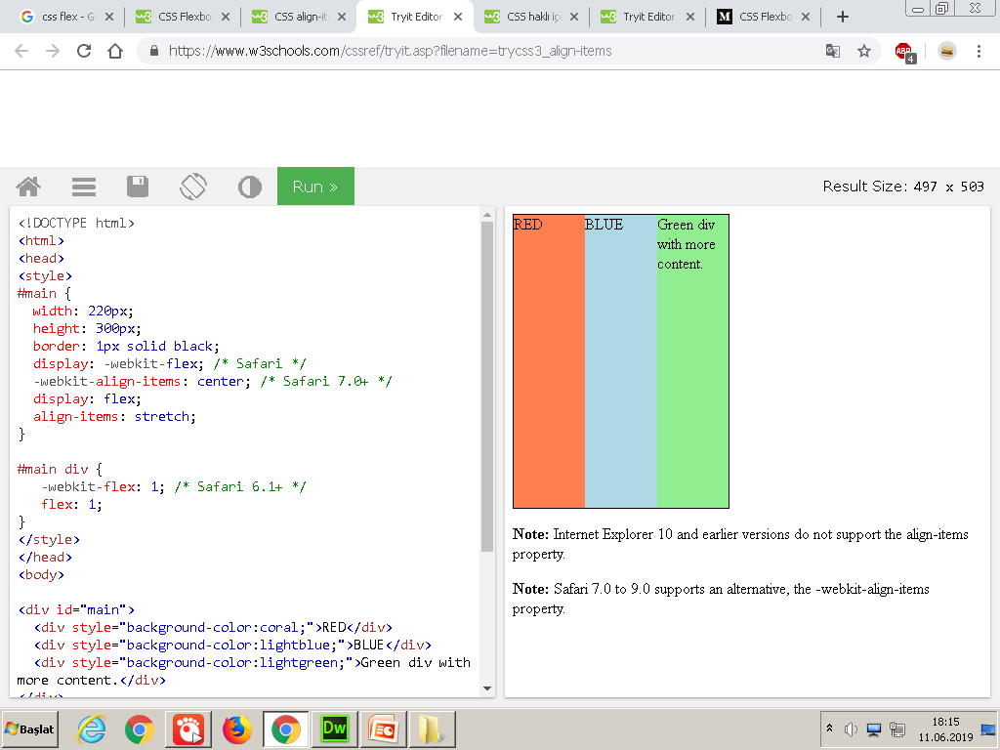 css flex - G
CSS Flexbo
CSS align-it
Tryit Editor
CSS haklı iç
Tryit Editor
CSS Flexbo
https://www.w3schools.com/cssref/tryit.asp?filename=trycss3_align-items
ABP
4
Run »
Result Size: 497 x 503
<!DOCTYPE html>
<html>
<head>
<style>
#main {
  width: 220px;
  height: 300px;
  border: 1px solid black;
  display: -webkit-flex; /* Safari */
  -webkit-align-items: center; /* Safari 7.0+ */
  display: flex;
  align-items: stretch;
}
#main div {
   -webkit-flex: 1; /* Safari 6.1+ */
   flex: 1;
}
</style>
</head>
<body>
<div id="main">
  <div style="background-color:coral;">RED</div>
  <div style="background-color:lightblue;">BLUE</div>
  <div style="background-color:lightgreen;">Green div with
more content.</div>
</div>
RED
BLUE
Green div
with more
content.
Note: Internet Explorer 10 and earlier versions do not support the align-items
property.
Note: Safari 7.0 to 9.0 supports an alternative, the -webkit-align-items
property.
Başlat
Dw
18:15
11.06.2019